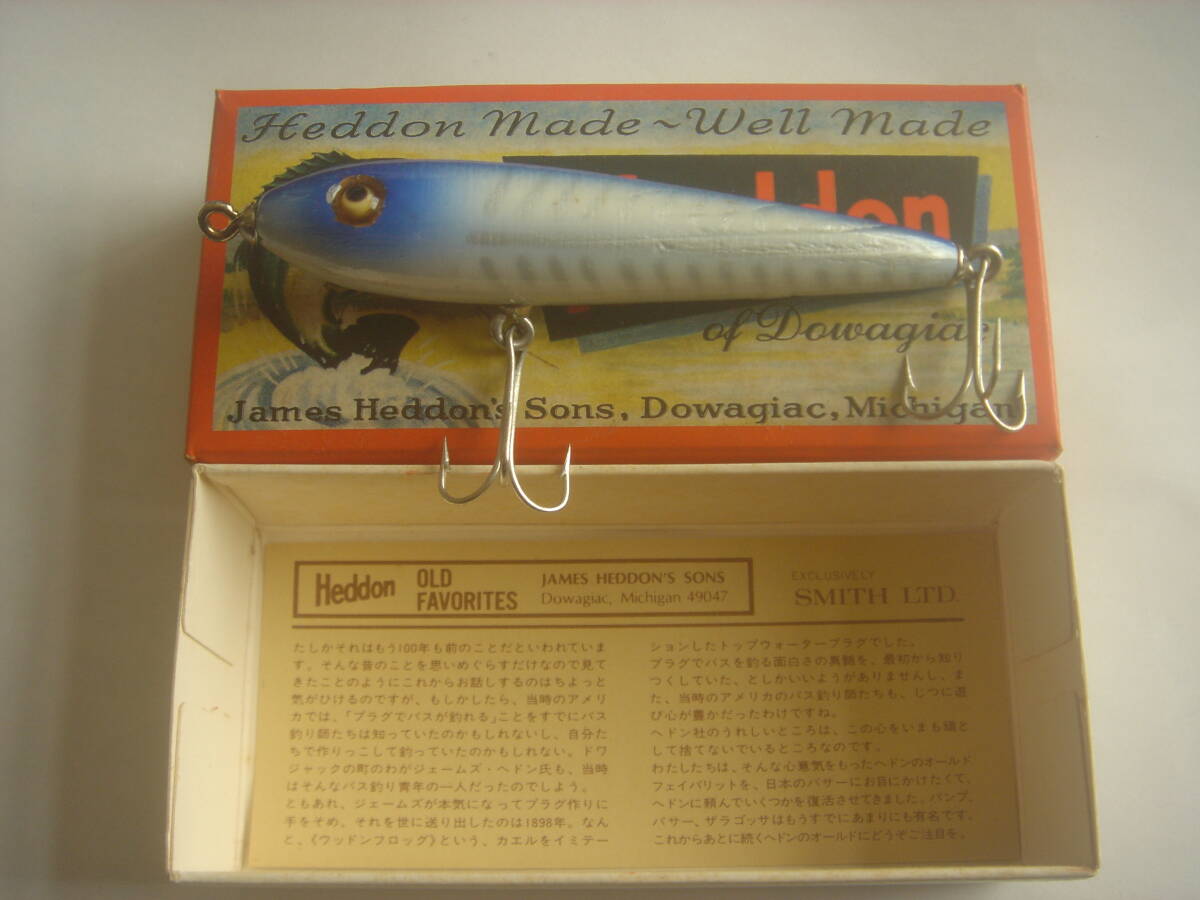 Heddon Made ~ Well Made
of Dowagiac
James Heddon's Sons, Dowagiac, Michigan
Heddon
OLD
FAVORITES
JAMES HEDDON'S SONS
Dowagiac, Michigan 49047
EXCLUSIVELY
SMITH LTD.
たしかそれはもう100年も前のことだといわれていま
す。そんな昔のことを思いめぐらすだけなので見て
きたことのようにこれからお話しするのはちょっと
気がひけるのですが、もしかしたら、当時のアメリ
カでは、「プラグでバスが釣れる」ことをすでにバス
釣り師たちは知っていたのかもしれないし、自分た
ちで作りっこして釣っていたのかもしれない。ドワ
ジャックの町のわがジェームズ・ヘドン氏も、当時
はそんなバス釣り青年の一人だったのでしょう。
ともあれ、ジェームズが本気になってプラグ作りに
手をそめ、それを世に送り出したのは1898年。なん
と、《ウッドンフロッグ》という、カエルをイミテー
ションしたトップウォータープラグでした。
プラグでバスを釣る面白さの真髄を、最初から知り
つくしていた、としかいいようがありませんし、ま
た、当時のアメリカのバス釣り師たちも、じつに遊
び心が豊かだったわけですね。
ヘドン社のうれしいところは、この心をいまも頑と
して捨てないでいるところなのです。
わたしたちは、そんな心意気をもったヘドンのオールド
フェイバリットを、日本のバサーにお目にかけたくて、
ヘドンに頼んでいくつかを復活させてきました。バンプ、
バサー、ザラゴッサはもうすでにあまりにも有名です。
これからあとに続くヘドンのオールドにどうぞご注目を。